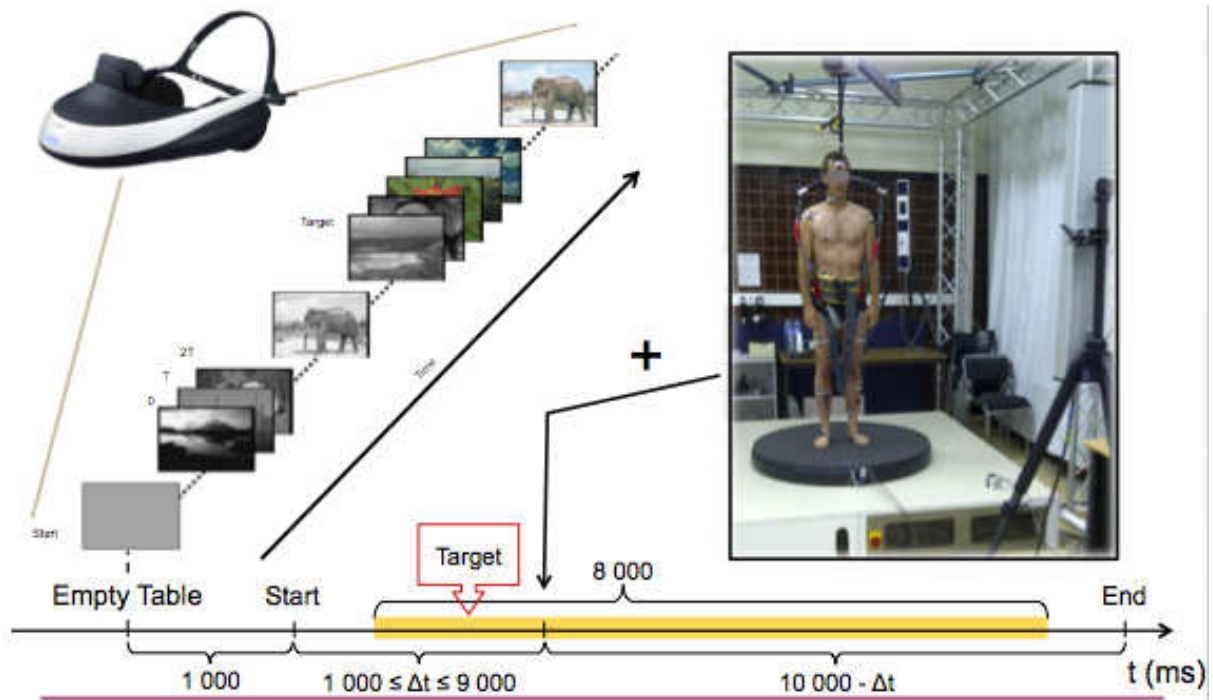 Target
2T
T
0
Time
Start
+
Target
8 000
Empty Table
Start
End
1 000
1 000 ≤ Δt ≤ 9 000
10 000 - Δt
t (ms)